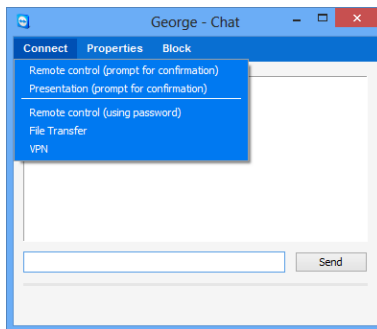 George - Chat
Connect Properties Block
Remote control (prompt for confirmation)
Presentation (prompt for confirmation)
Remote control (using password)
File Transfer
VPN
Send